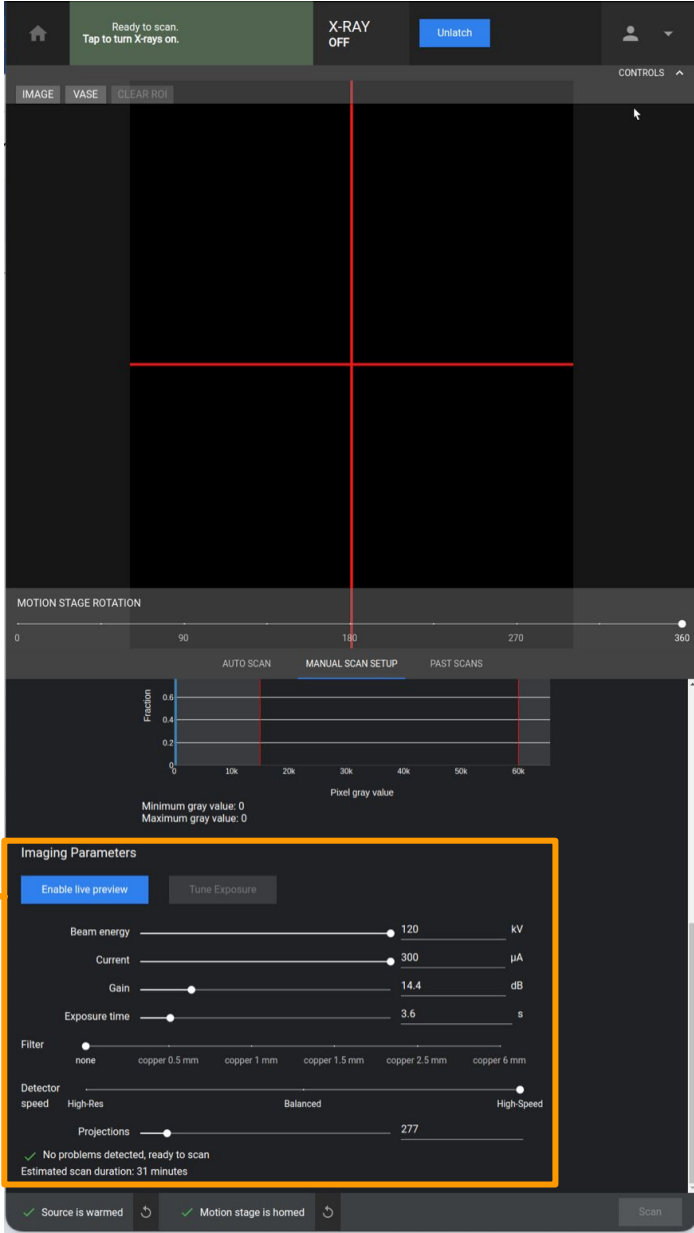 Ready to scan.
Tap to turn X-rays on.
X-RAY
OFF
Unlatch
CONTROLS
IMAGE VASE CLEAR ROI
MOTION STAGE ROTATION
0 90 180 270 360
AUTO SCAN MANUAL SCAN SETUP PAST SCANS
Fraction
0.6
0.4
0.2
0
0 10k 20k 30k 40k 50k 60k
Pixel gray value
Minimum gray value: 0
Maximum gray value: 0
Imaging Parameters
Enable live preview Tune Exposure
Beam energy 120 kV
Current 300 μA
Gain 14.4 dB
Exposure time 3.6 s
Filter
none copper 0.5 mm copper 1 mm copper 1.5 mm copper 2.5 mm copper 6 mm
Detector
speed High-Res Balanced High-Speed
Projections 277
No problems detected, ready to scan
Estimated scan duration: 31 minutes
Source is warmed Motion stage is homed Scan